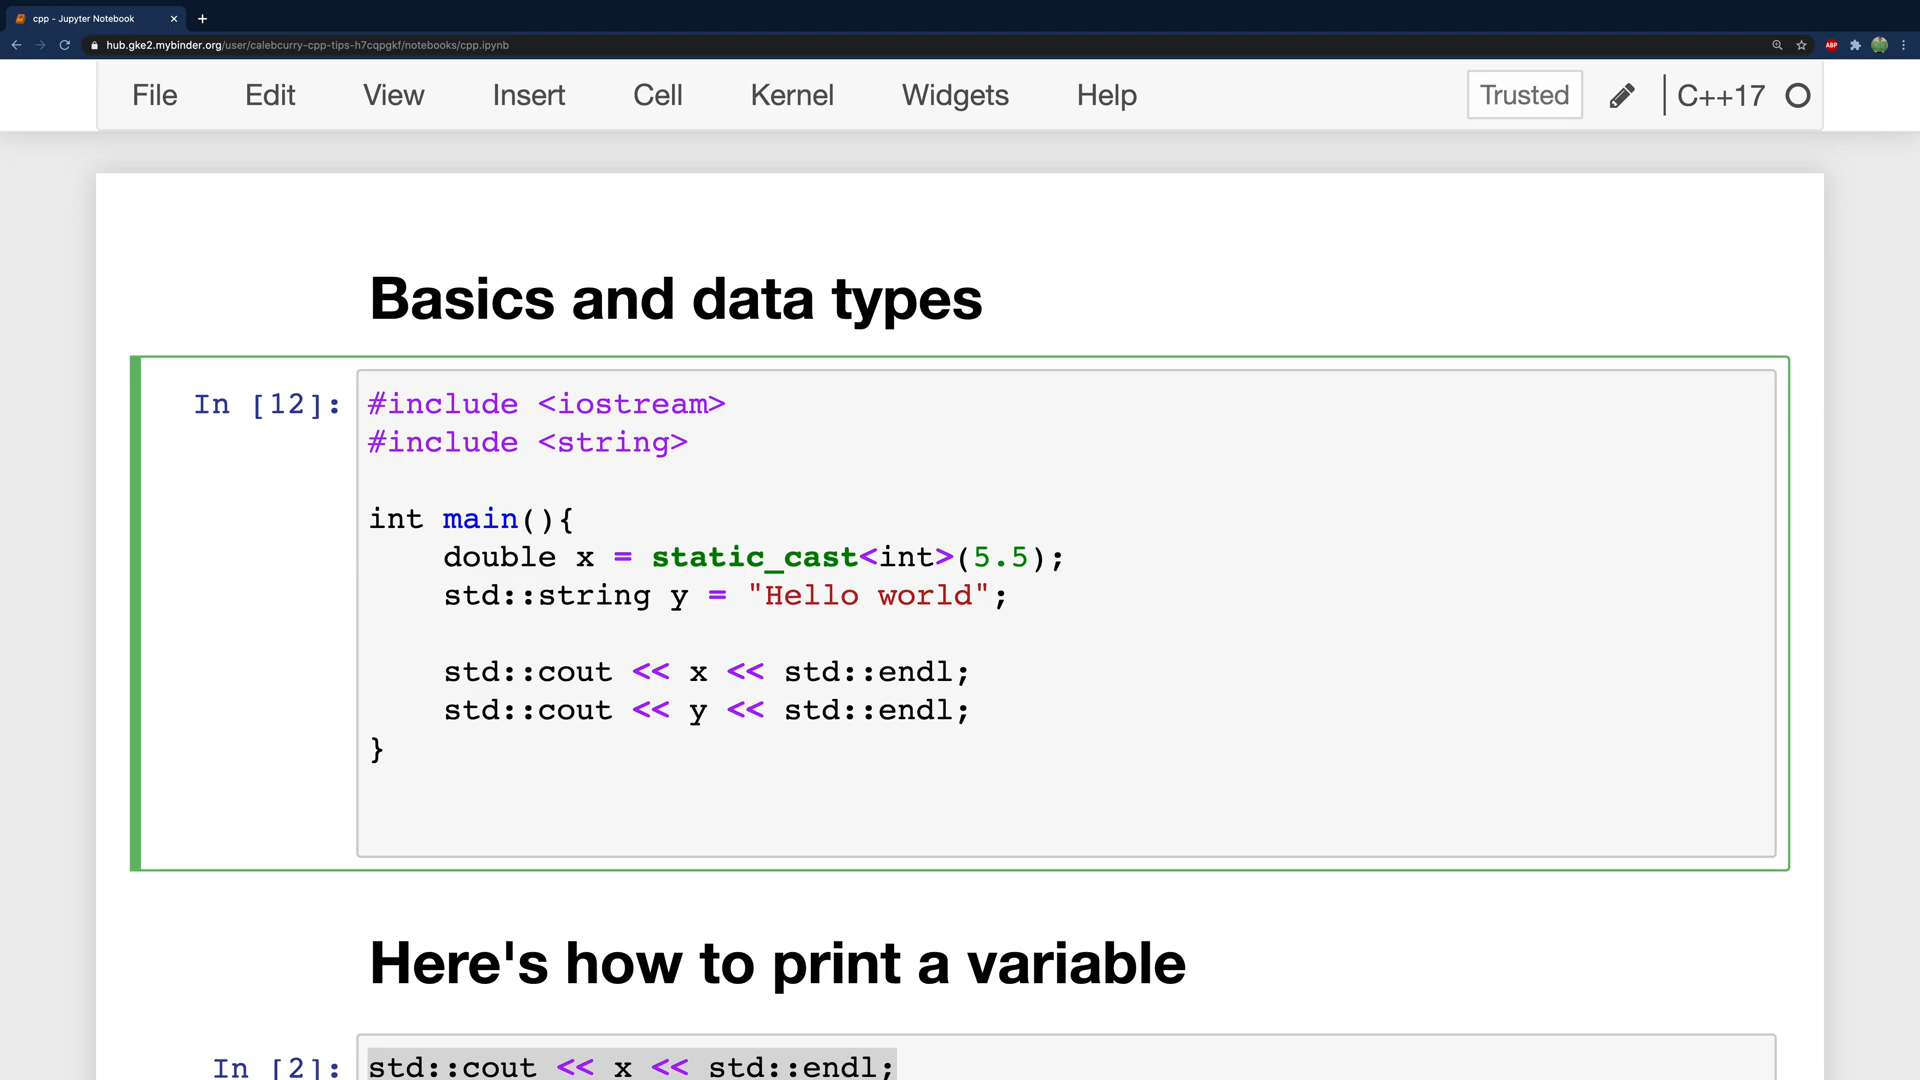 cpp - Jupyter Notebook
hub.gke2.mybinder.org/user/calebcurry-cpp-tips-h7cqpgkf/notebooks/cpp.ipynb
ABP
File Edit View Insert Cell Kernel Widgets Help Trusted C++17
Basics and data types
In [12]: #include <iostream>
#include <string>
int main(){
double x = static_cast<int>(5.5);
std::string y = "Hello world";
std::cout << x << std::endl;
std::cout << y << std::endl;
}
Here's how to print a variable
In [2]: std::cout << x << std::endl;